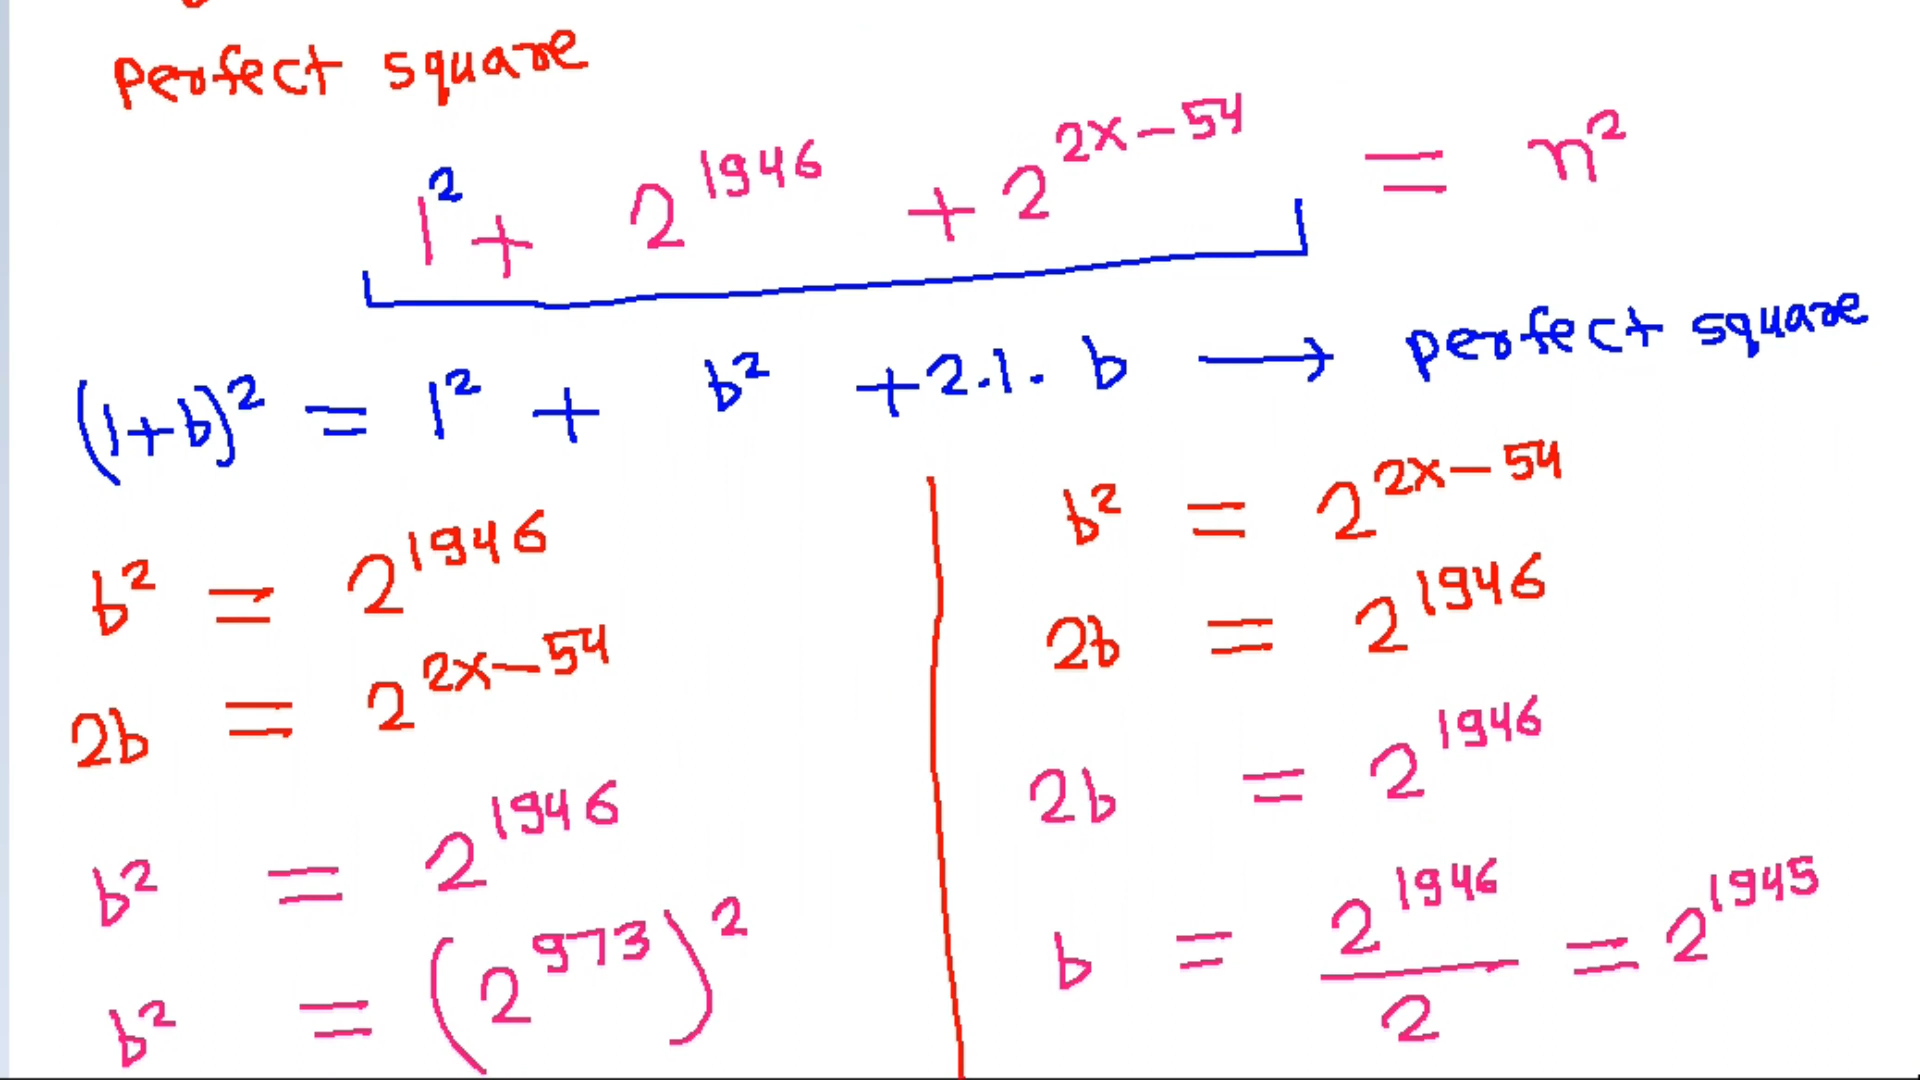 Perfect square
1² + 2^1946 + 2^2x-54 = n²
(1+b)² = 1² + b² + 2.1. b → perfect square
b² = 2^1946
2b = 2^2x-54
b² = 2^1946
b² = (2^973)²
b² = 2^2x-54
2b = 2^1946
2b = 2^1946
b = 2^1946/2 = 2^1945